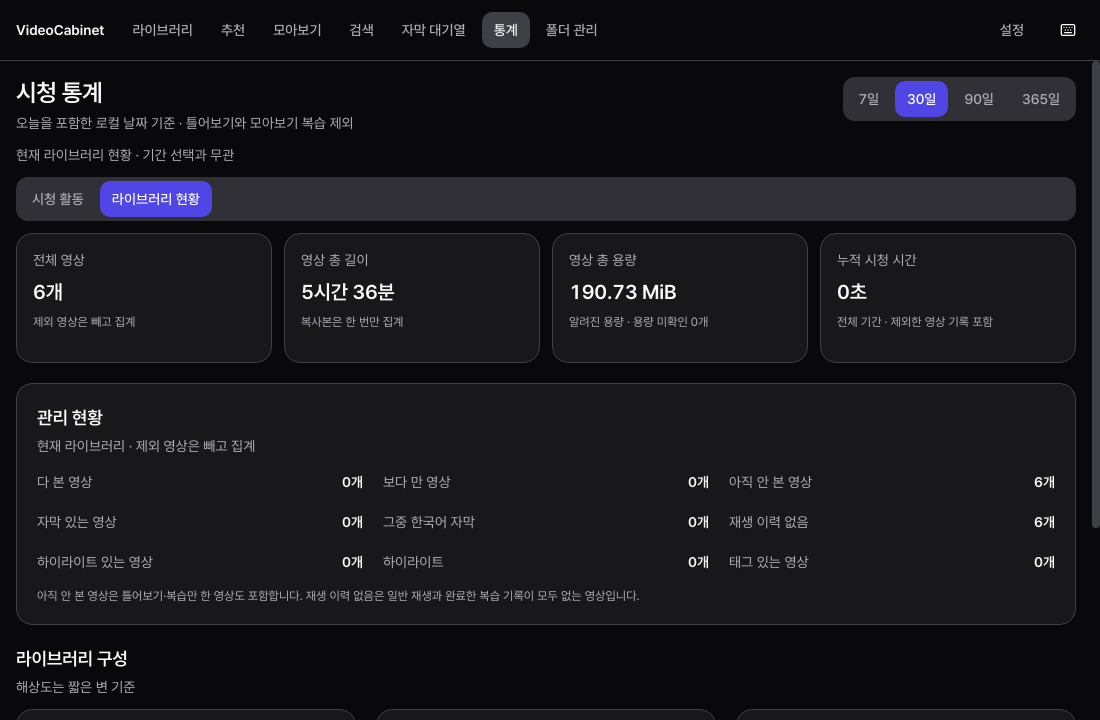 VideoCabinet 라이브러리 추천 모아보기 검색 자막 대기열 통계 폴더 관리 설정
시청 통계
7일 30일 90일 365일
오늘을 포함한 로컬 날짜 기준 · 틀어보기와 모아보기 복습 제외
현재 라이브러리 현황 · 기간 선택과 무관
시청 활동 라이브러리 현황
전체 영상
6개
제외 영상은 빼고 집계
영상 총 길이
5시간 36분
복사본은 한 번만 집계
영상 총 용량
190.73 MiB
알려진 용량 · 용량 미확인 0개
누적 시청 시간
0초
전체 기간 · 제외한 영상 기록 포함
관리 현황
현재 라이브러리 · 제외 영상은 빼고 집계
다 본 영상 0개 보다 만 영상 0개 아직 안 본 영상 6개
자막 있는 영상 0개 그중 한국어 자막 0개 재생 이력 없음 6개
하이라이트 있는 영상 0개 하이라이트 0개 태그 있는 영상 0개
아직 안 본 영상은 틀어보기·복습만 한 영상도 포함합니다. 재생 이력 없음은 일반 재생과 완료한 복습 기록이 모두 없는 영상입니다.
라이브러리 구성
해상도는 짧은 변 기준